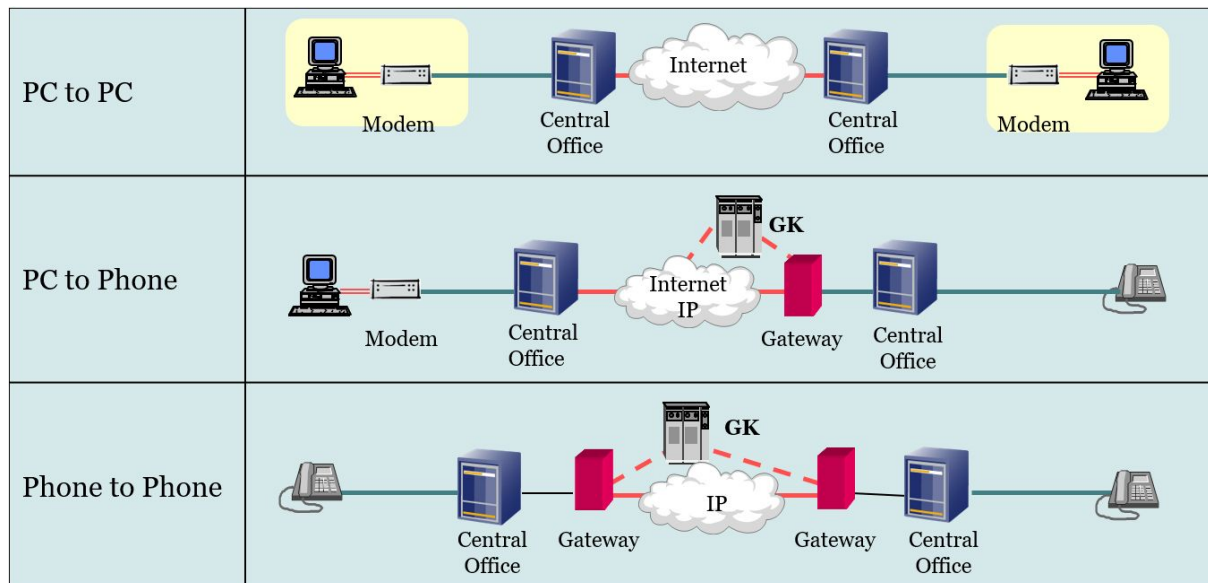 PC to PC
Modem
Central
Office
Internet
Central
Office
Modem
PC to Phone
Modem
Central
Office
Internet
IP
GK
Gateway
Central
Office
Phone to Phone
Central
Office
Gateway
GK
IP
Gateway
Central
Office